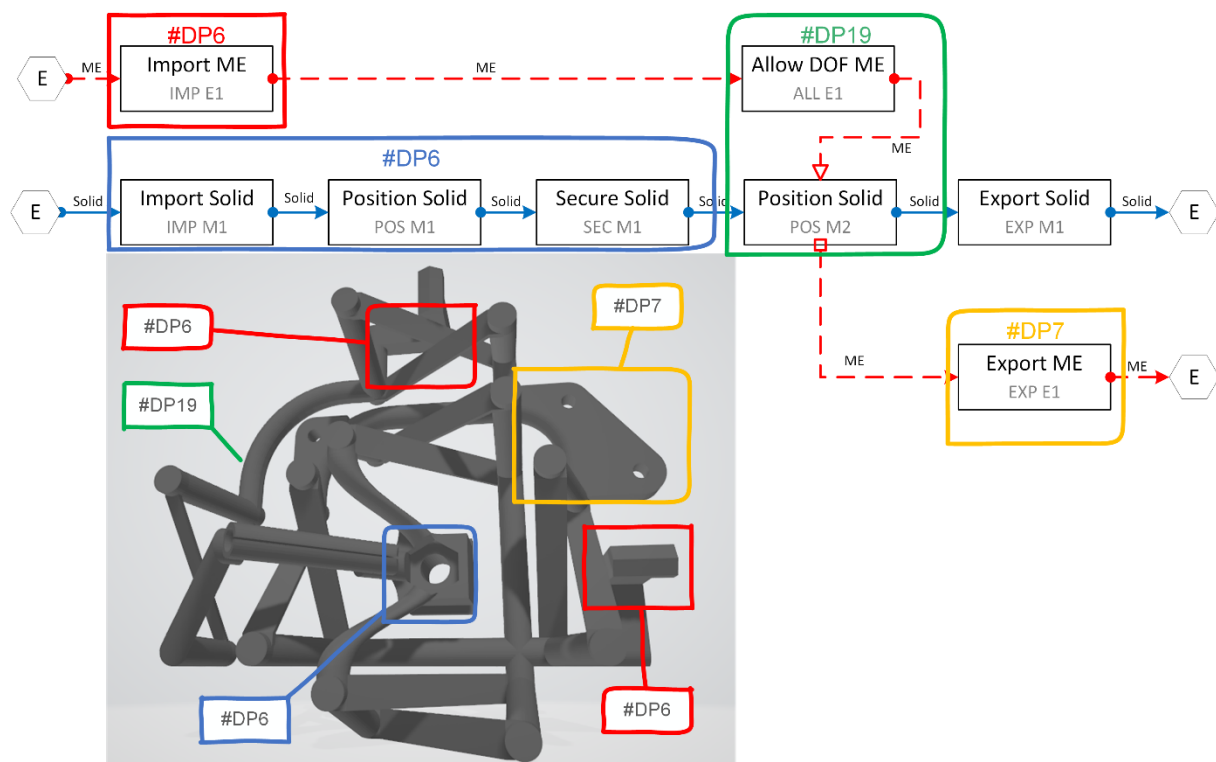 #DP6
#DP19
E
ME
Import ME
IMP E1
ME
Allow DOF ME
ALL E1
ME
#DP6
E
Solid
Import Solid
IMP M1
Solid
Position Solid
POS M1
Solid
Secure Solid
SEC M1
Solid
Position Solid
POS M2
Solid
Export Solid
EXP M1
Solid
E
#DP6
#DP7
#DP7
ME
Export ME
EXP E1
ME
E
#DP19
#DP6
#DP6